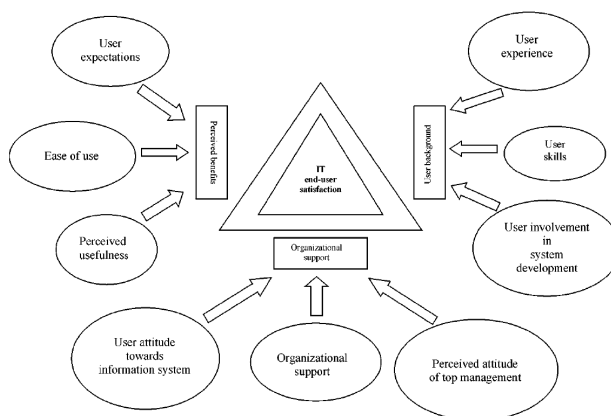 User
expectations
Ease of use
Perceived
usefulness
Perceived benefits
IT
end-user
satisfaction
User background
User
experience
User
skills
User involvement
in
system
development
Organizational
support
User attitude
towards
information system
Organizational
support
Perceived attitude
of top management